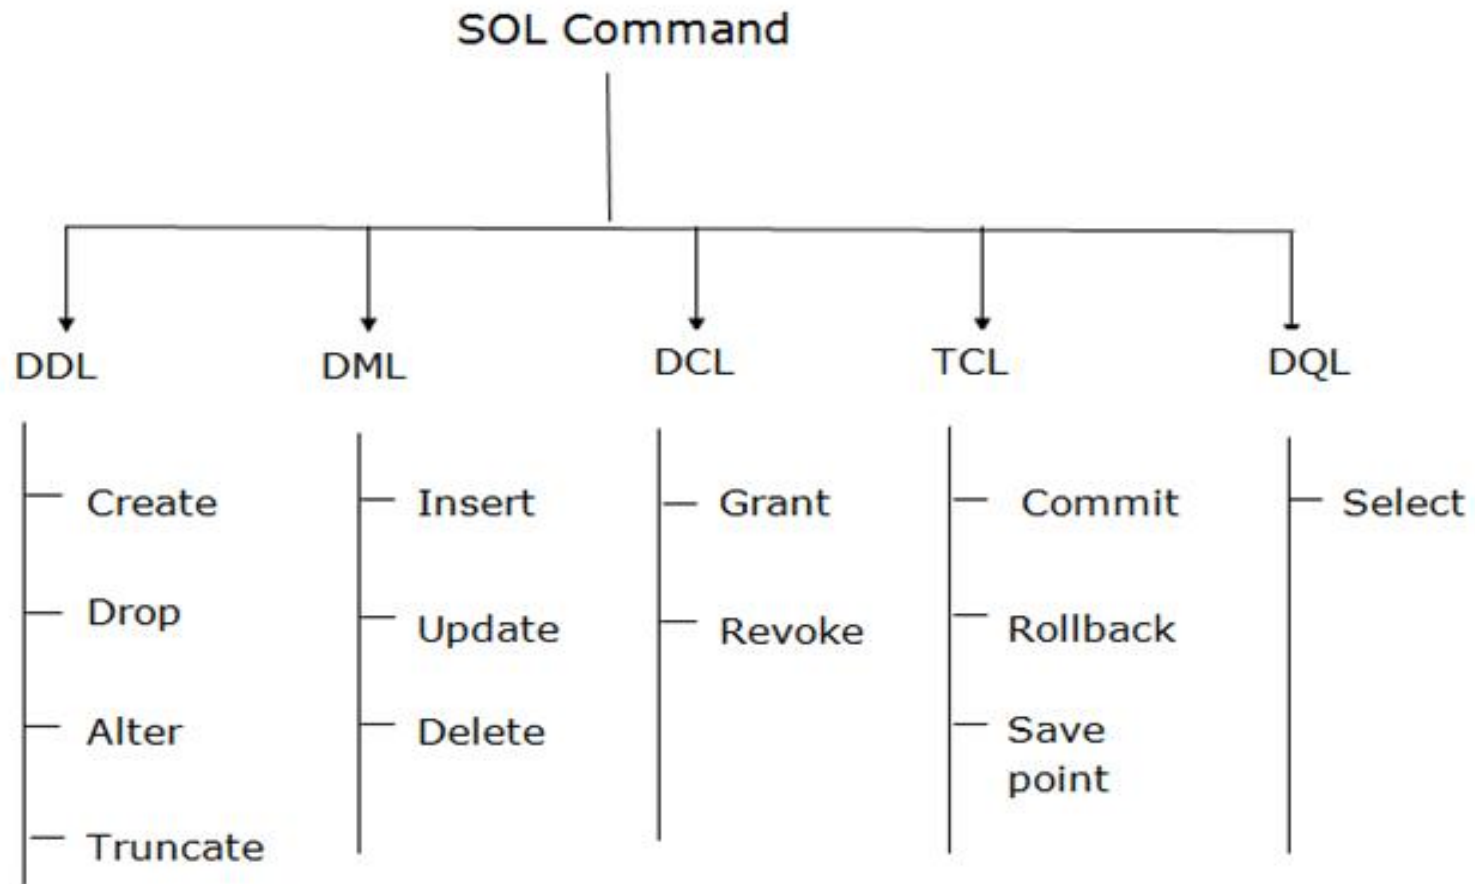 SOL Command
DDL
DML
DCL
TCL
DQL
Create
Drop
Alter
Truncate
Insert
Update
Delete
Grant
Revoke
Commit
Rollback
Save
point
Select